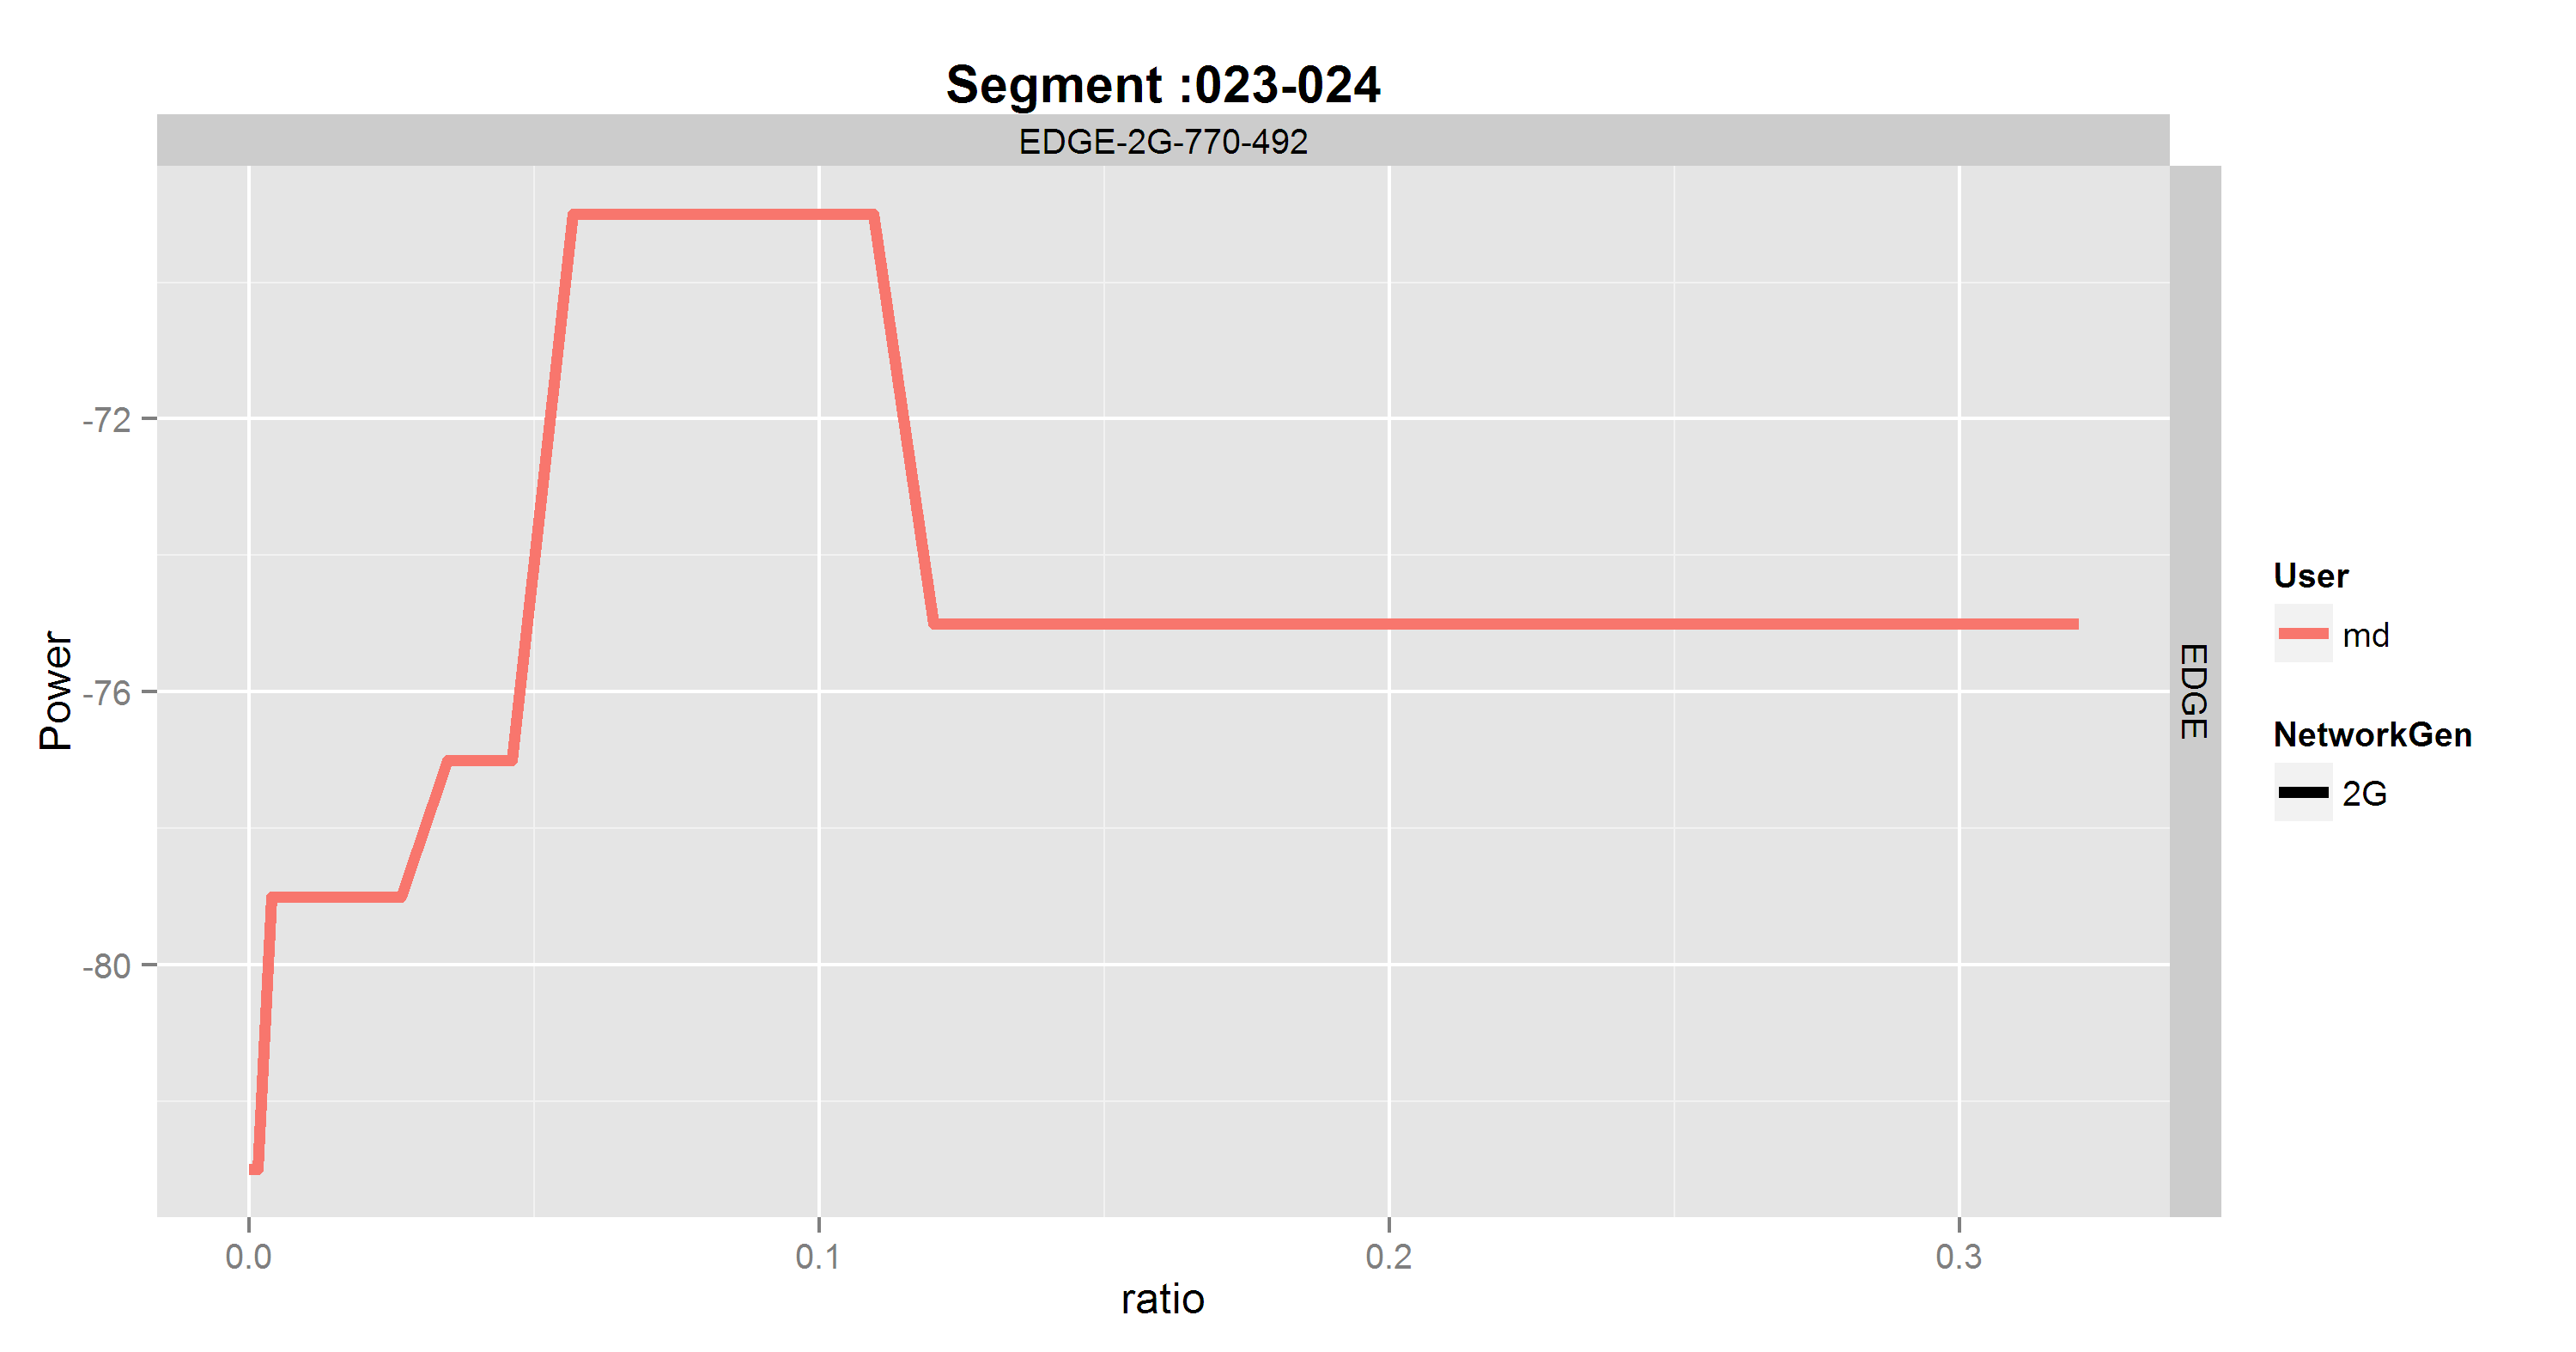 Segment :023-024
EDGE-2G-770-492
-72
-76
-80
Power
EDGE
0.0
0.1
0.2
0.3
ratio
User
md
NetworkGen
2G